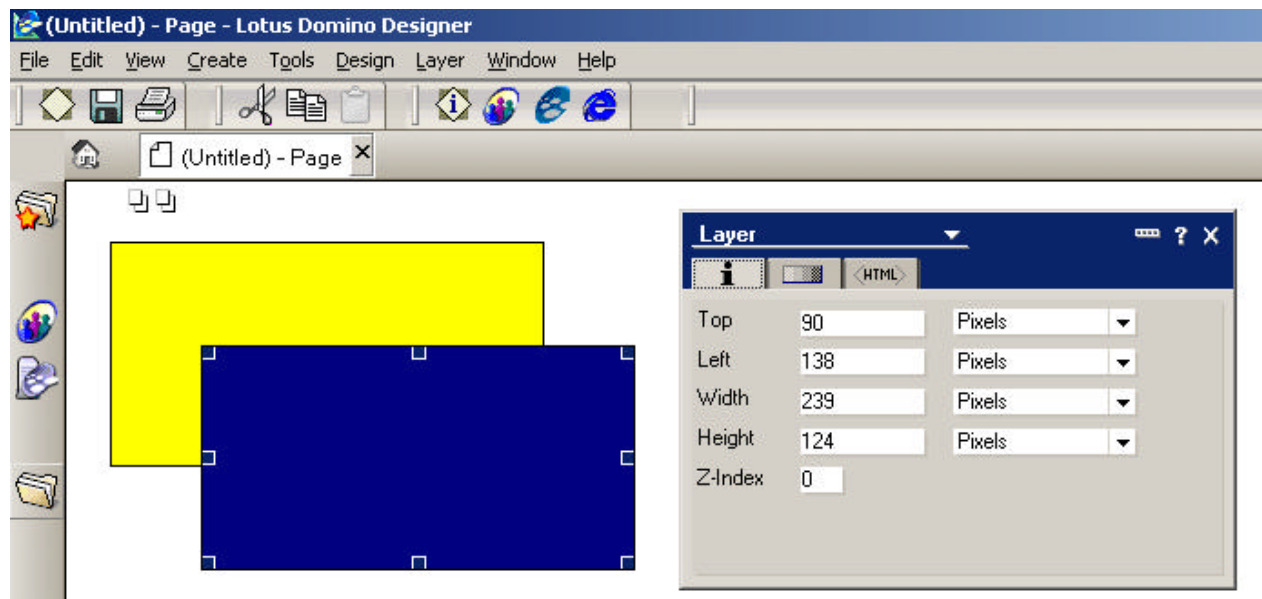 (Untitled) - Page - Lotus Domino Designer
File Edit View Create Tools Design Layer Window Help
(Untitled) - Page
Layer ?
i <HTML>
Top 90 Pixels
Left 138 Pixels
Width 239 Pixels
Height 124 Pixels
Z-Index 0